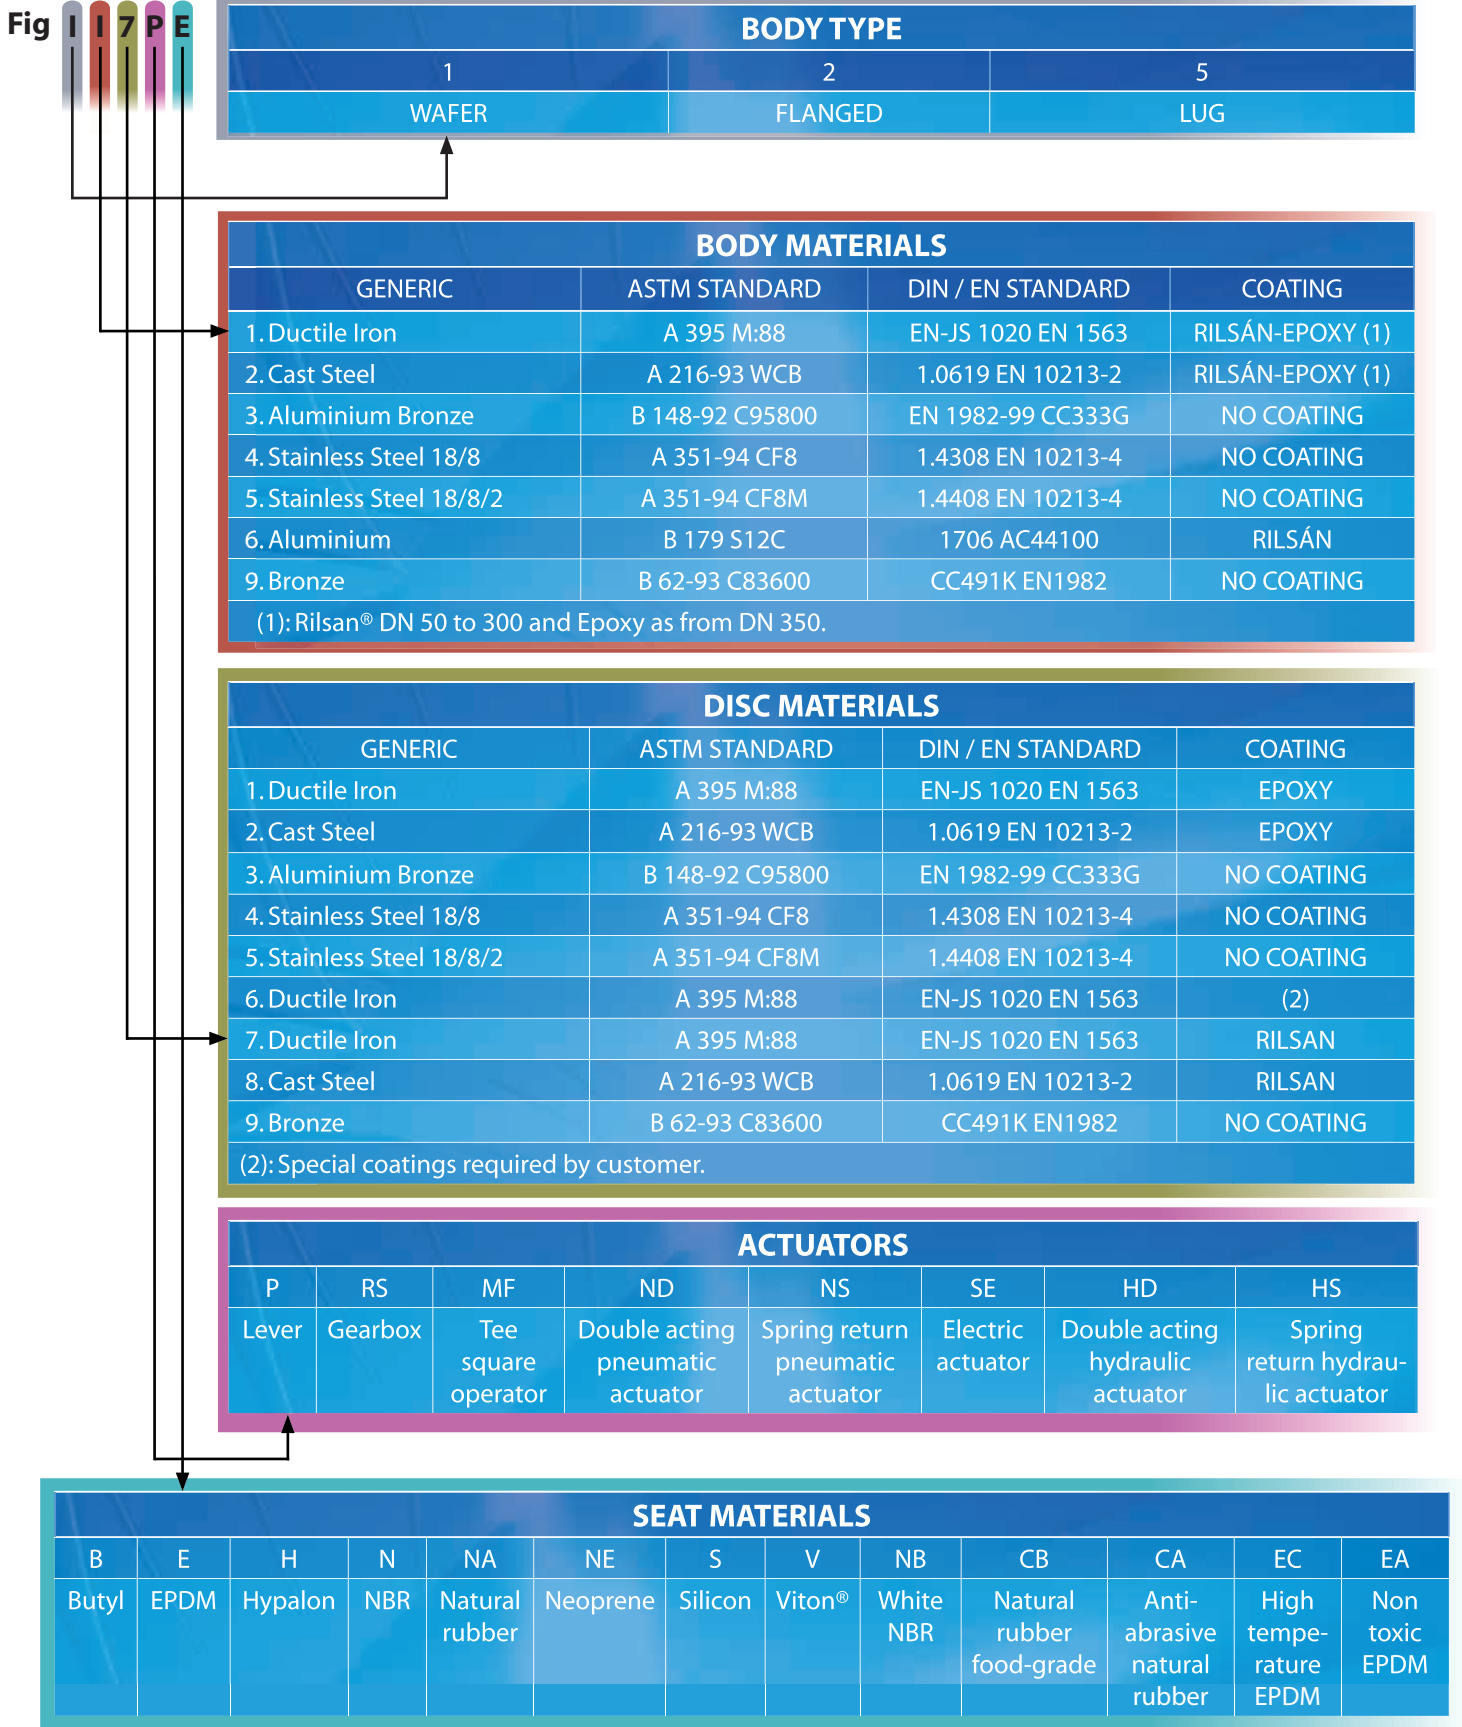 Fig I I 7 P E
BODY TYPE
1 2 5
WAFER FLANGED LUG
BODY MATERIALS
GENERIC ASTM STANDARD DIN / EN STANDARD COATING
1. Ductile Iron A 395 M:88 EN-JS 1020 EN 1563 RILSÁN-EPOXY (1)
2. Cast Steel A 216-93 WCB 1.0619 EN 10213-2 RILSÁN-EPOXY (1)
3. Aluminium Bronze B 148-92 C95800 EN 1982-99 CC333G NO COATING
4. Stainless Steel 18/8 A 351-94 CF8 1.4308 EN 10213-4 NO COATING
5. Stainless Steel 18/8/2 A 351-94 CF8M 1.4408 EN 10213-4 NO COATING
6. Aluminium B 179 S12C 1706 AC44100 RILSÁN
9. Bronze B 62-93 C83600 CC491K EN1982 NO COATING
(1): Rilsan® DN 50 to 300 and Epoxy as from DN 350.
DISC MATERIALS
GENERIC ASTM STANDARD DIN / EN STANDARD COATING
1. Ductile Iron A 395 M:88 EN-JS 1020 EN 1563 EPOXY
2. Cast Steel A 216-93 WCB 1.0619 EN 10213-2 EPOXY
3. Aluminium Bronze B 148-92 C95800 EN 1982-99 CC333G NO COATING
4. Stainless Steel 18/8 A 351-94 CF8 1.4308 EN 10213-4 NO COATING
5. Stainless Steel 18/8/2 A 351-94 CF8M 1.4408 EN 10213-4 NO COATING
6. Ductile Iron A 395 M:88 EN-JS 1020 EN 1563 (2)
7. Ductile Iron A 395 M:88 EN-JS 1020 EN 1563 RILSAN
8. Cast Steel A 216-93 WCB 1.0619 EN 10213-2 RILSAN
9. Bronze B 62-93 C83600 CC491K EN1982 NO COATING
(2): Special coatings required by customer.
ACTUATORS
P RS MF ND NS SE HD HS
Lever Gearbox Tee Double acting Spring return Electric Double acting Spring
square pneumatic pneumatic actuator hydraulic return hydrau-
operator actuator actuator actuator lic actuator
SEAT MATERIALS
B E H N NA NE S V NB CB CA EC EA
Butyl EPDM Hypalon NBR Natural Neoprene Silicon Viton® White Natural Anti- High Non
rubber NBR rubber abrasive tempe- toxic
food-grade natural rature EPDM
rubber EPDM